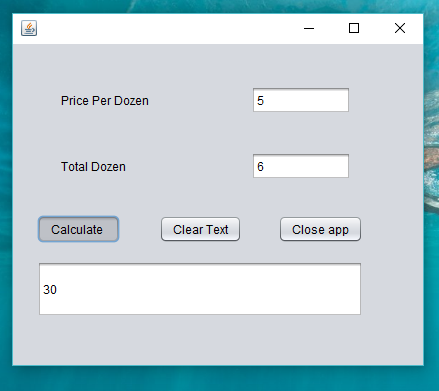 Price Per Dozen 5
Total Dozen 6
Calculate Clear Text Close app
30